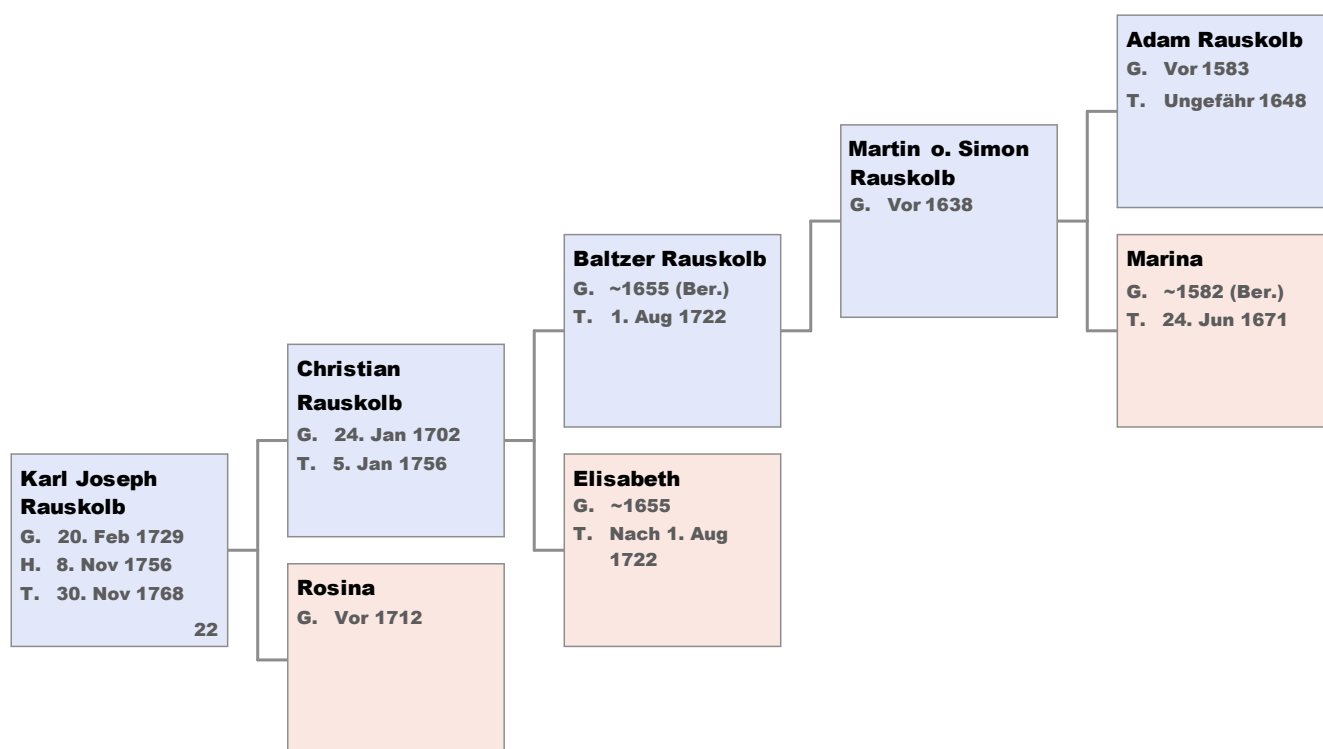 Karl Joseph
Rauskolb
G. 20. Feb 1729
H. 8. Nov 1756
T. 30. Nov 1768
22
Christian
Rauskolb
G. 24. Jan 1702
T. 5. Jan 1756
Rosina
G. Vor 1712
Baltzer Rauskolb
G. ~1655 (Ber.)
T. 1. Aug 1722
Elisabeth
G. ~1655
T. Nach 1. Aug
1722
Martin o. Simon
Rauskolb
G. Vor 1638
Adam Rauskolb
G. Vor 1583
T. Ungefähr 1648
Marina
G. ~1582 (Ber.)
T. 24. Jun 1671